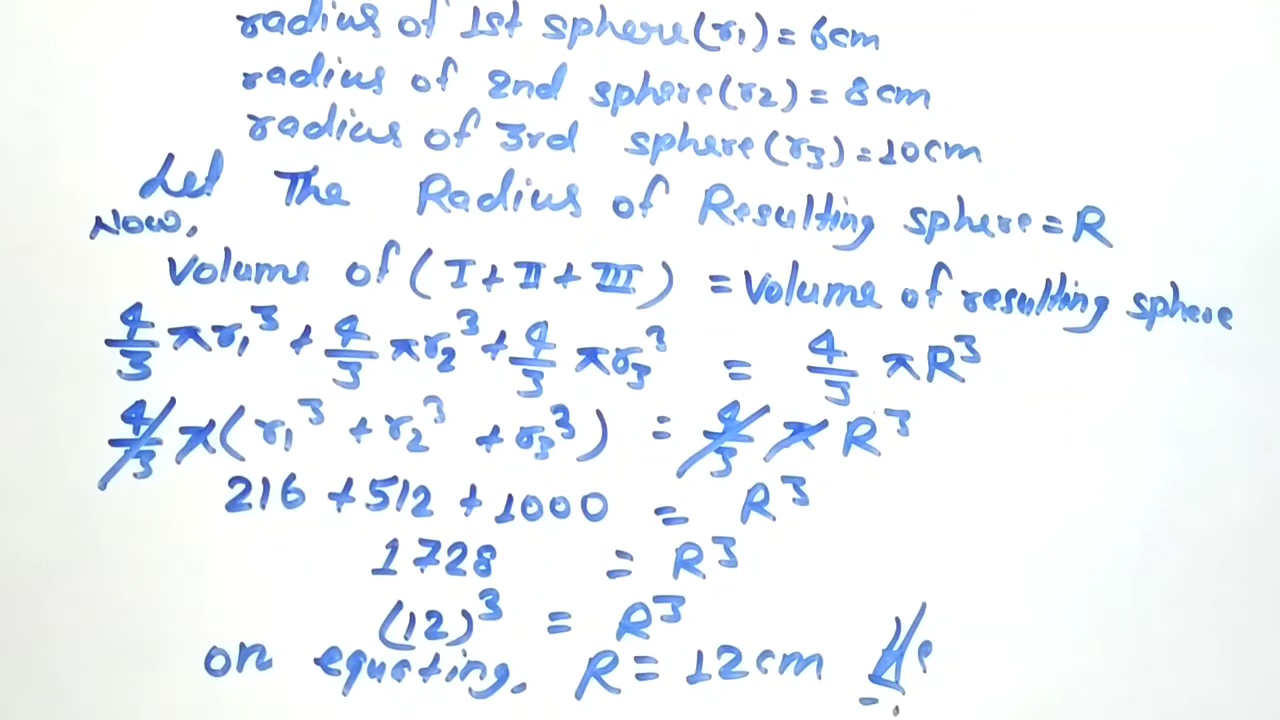 radius of 1st sphere(r₁) = 6cm
radius of 2nd sphere(r₂) = 8cm
radius of 3rd sphere(r₃) = 10cm
Let The Radius of Resulting sphere = R
Now,
Volume of (I + II + III) = Volume of resulting sphere
4/3 πr₁³ + 4/3 πr₂³ + 4/3 πr₃³ = 4/3 πR³
4/3 π(r₁³ + r₂³ + r₃³) = 4/3 π R³
216 + 512 + 1000 = R³
1728 = R³
(12)³ = R³
on equating. R = 12cm